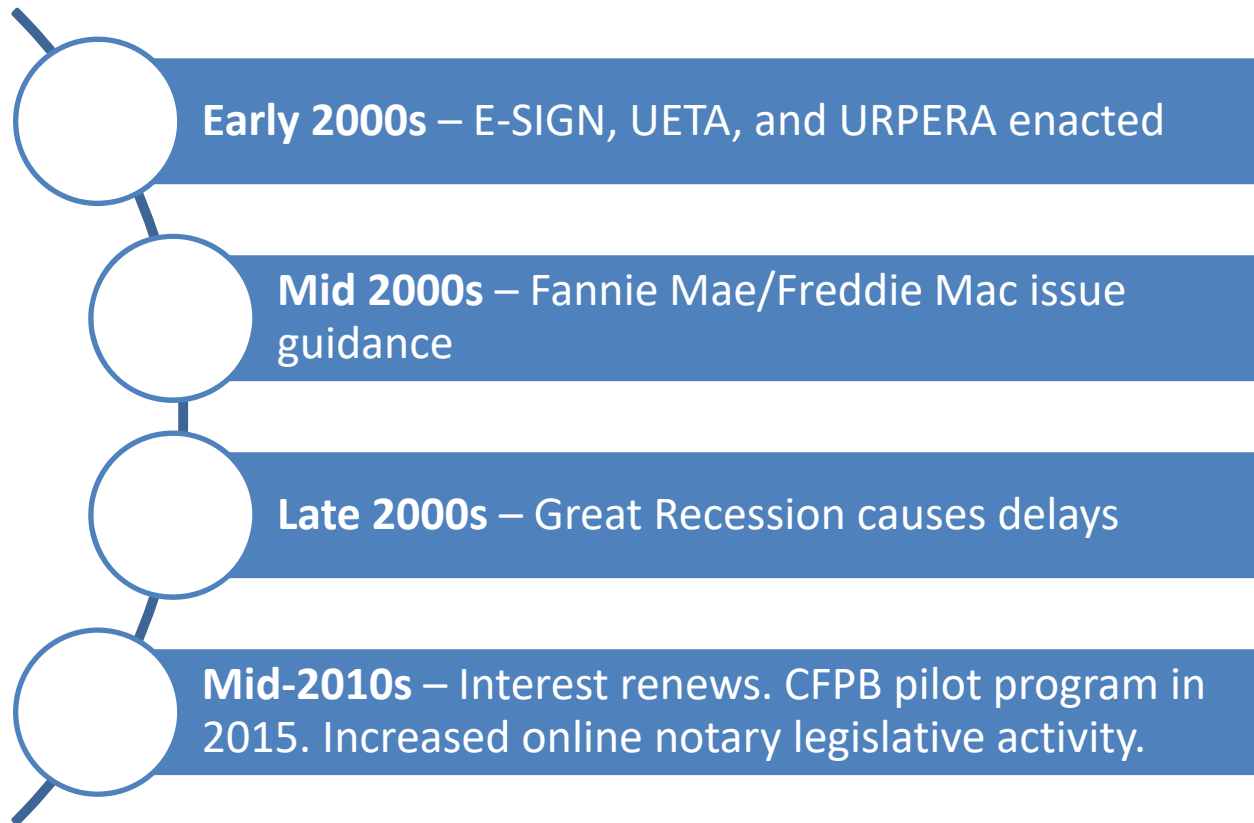 Early 2000s – E-SIGN, UETA, and URPERA enacted
Mid 2000s – Fannie Mae/Freddie Mac issue
guidance
Late 2000s – Great Recession causes delays
Mid-2010s – Interest renews. CFPB pilot program in
2015. Increased online notary legislative activity.